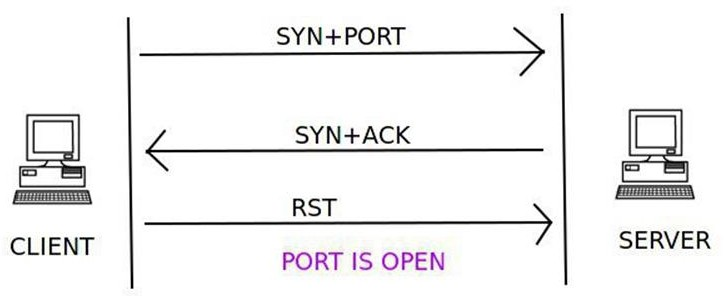 SYN+PORT
SYN+ACK
RST
CLIENT
SERVER
PORT IS OPEN